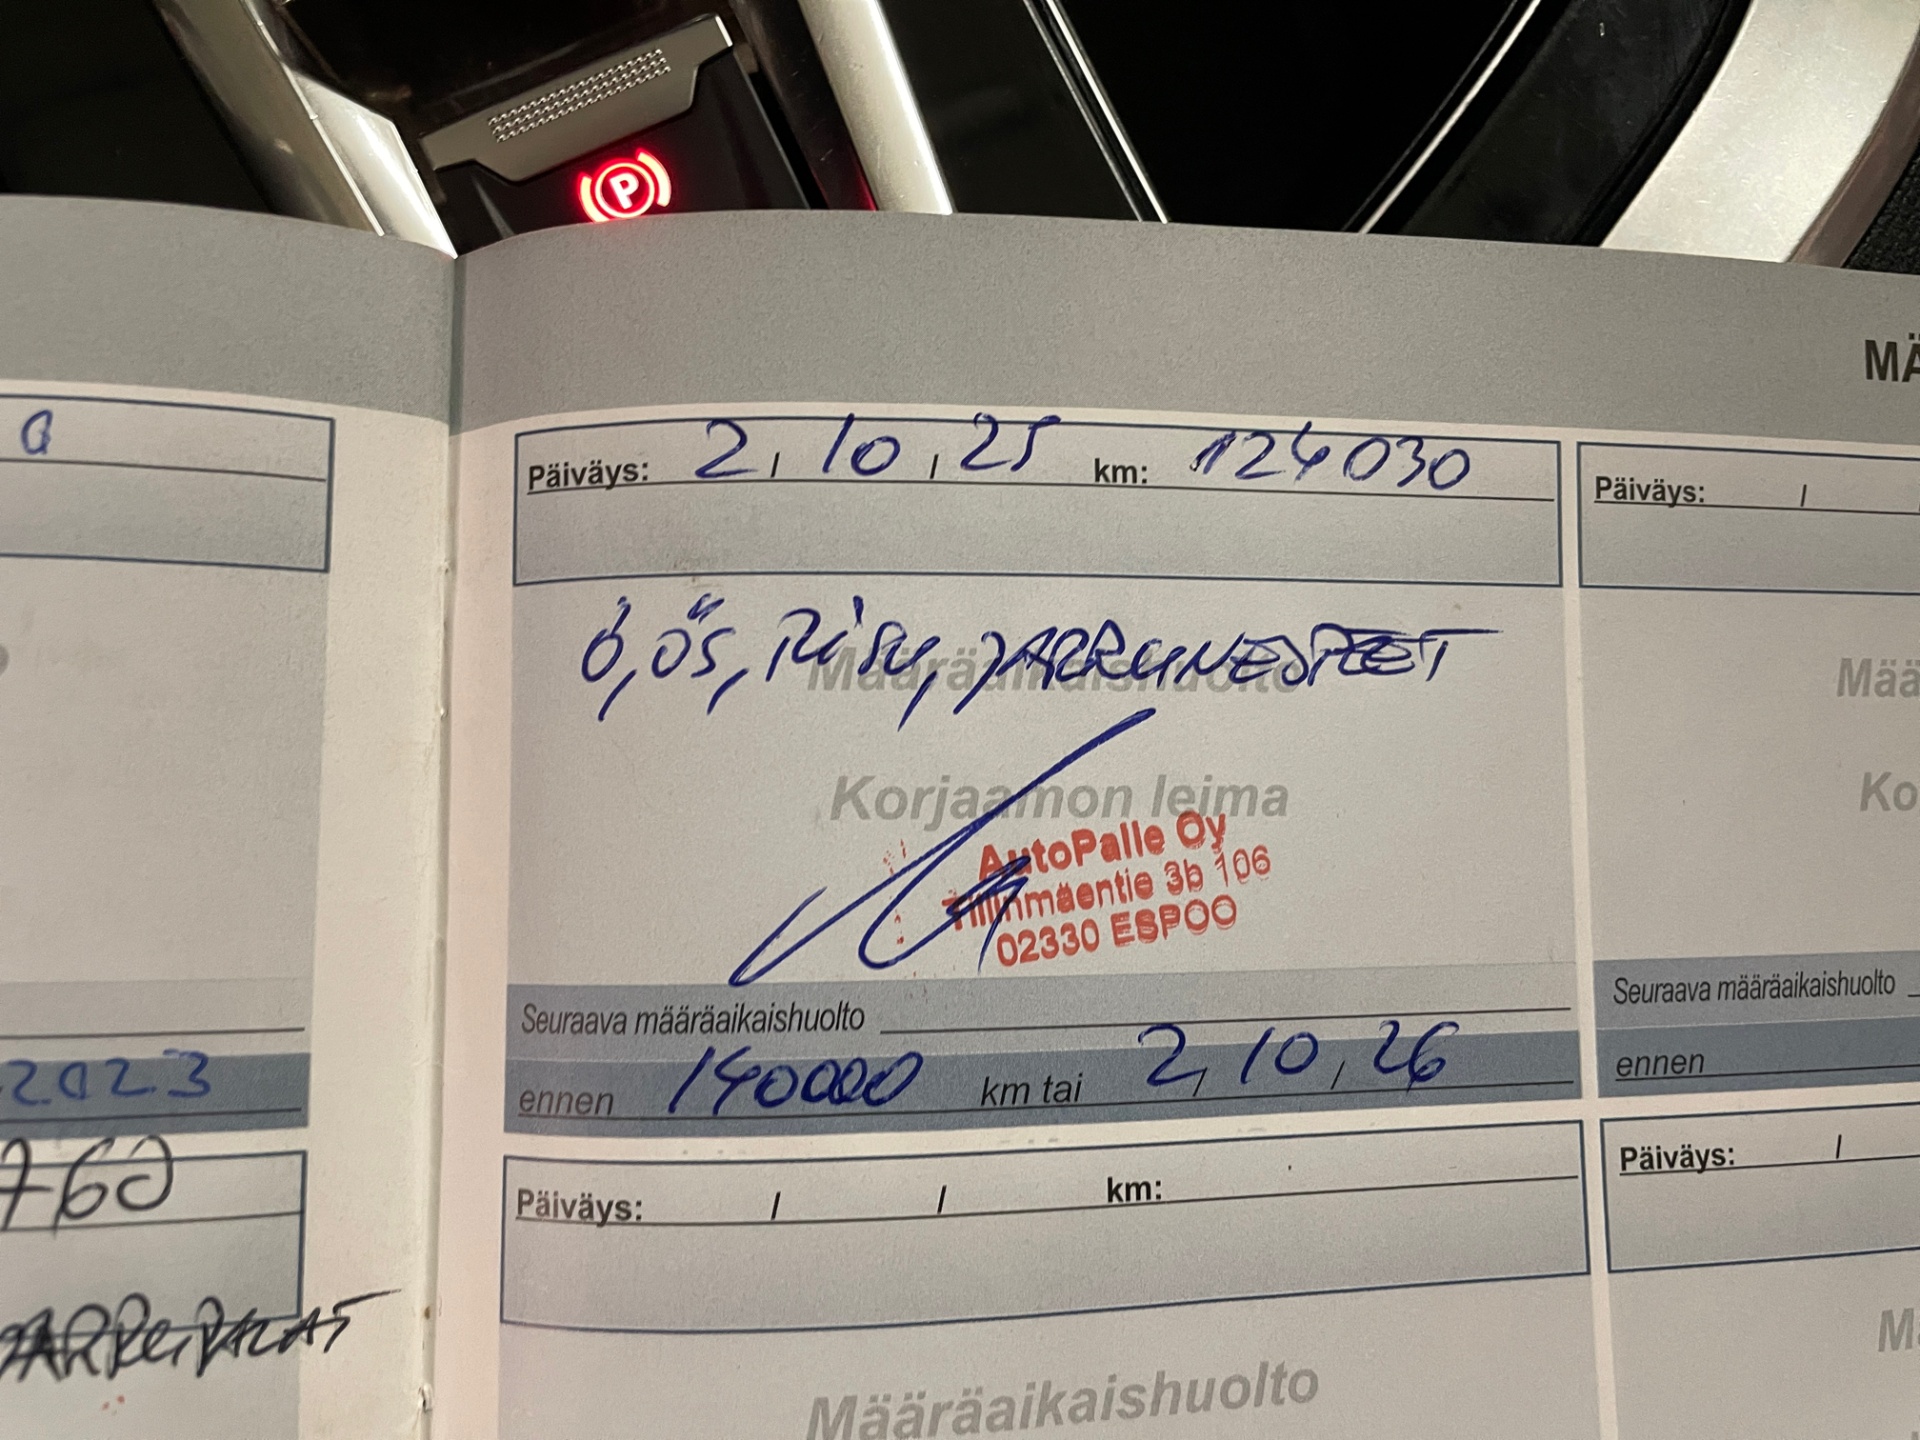 P
MÄ
Päiväys: 2 / 10 / 25 km: 124030
Päiväys: /
Ö, ÖS, RiSu, JARRUNESTEET
Määräaikaishuolto
Korjaamon leima
AutoPalle Oy
3b 106
02330 ESPOO
Seuraava määräaikaishuolto
ennen 140000 km tai 2 / 10 / 26
Päiväys: / / km:
Määräaikaishuolto
0
2023
760
Mää
Ko
Seuraava määräaikaishuolto
ennen
Päiväys: /
M